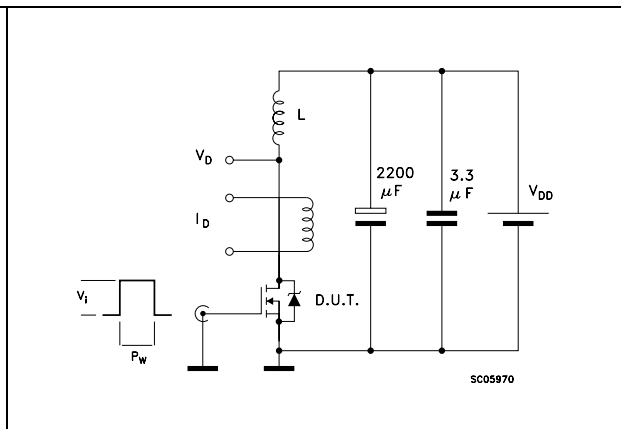 L
V_D
2200
μF
3.3
μF
V_DD
I_D
V_i
D.U.T.
P_W
SC05970